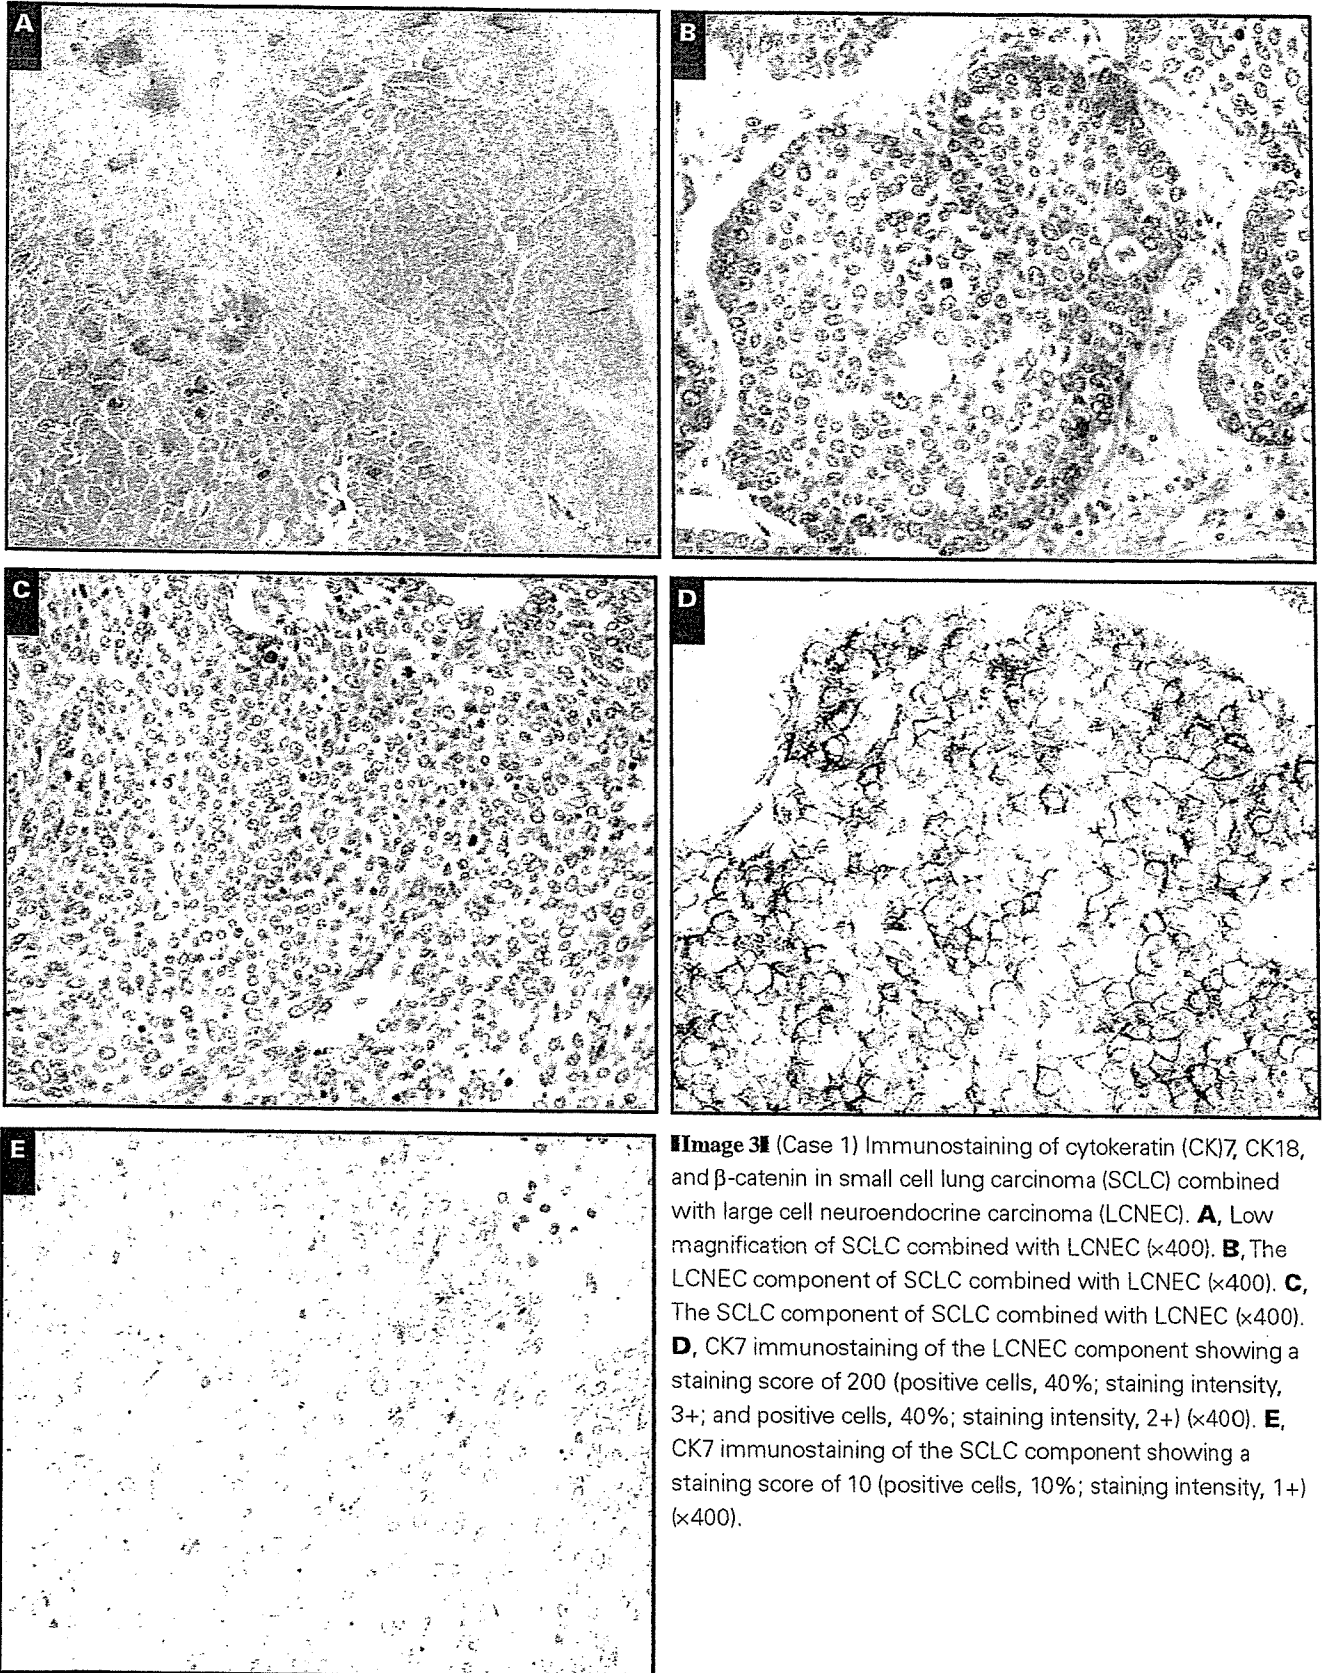 A
B
C
D
E
Image 3 (Case 1) Immunostaining of cytokeratin (CK)7, CK18,
and β-catenin in small cell lung carcinoma (SCLC) combined
with large cell neuroendocrine carcinoma (LCNEC). A, Low
magnification of SCLC combined with LCNEC (×400). B, The
LCNEC component of SCLC combined with LCNEC (×400). C,
The SCLC component of SCLC combined with LCNEC (×400).
D, CK7 immunostaining of the LCNEC component showing a
staining score of 200 (positive cells, 40%; staining intensity,
3+; and positive cells, 40%; staining intensity, 2+) (×400). E,
CK7 immunostaining of the SCLC component showing a
staining score of 10 (positive cells, 10%; staining intensity, 1+)
(×400).